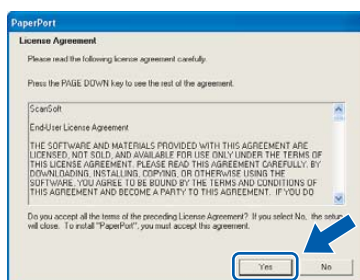 PaperPort
License Agreement
Please read the following license agreement carefully.
Press the PAGE DOWN key to see the rest of the agreement.
ScanSoft
End-User License Agreement
THE SOFTWARE AND MATERIALS PROVIDED WITH THIS AGREEMENT ARE
LICENSED, NOT SOLD, AND AVAILABLE FOR USE ONLY UNDER THE TERMS OF
THIS LICENSE AGREEMENT. PLEASE READ THIS AGREEMENT CAREFULLY. BY
DOWNLOADING, INSTALLING, COPYING, OR OTHERWISE USING THE
SOFTWARE, YOU AGREE TO BE BOUND BY THE TERMS AND CONDITIONS OF
THIS AGREEMENT AND BECOME A PARTY TO THIS AGREEMENT. IF YOU DO
Do you accept all the terms of the preceding License Agreement? If you select No, the setup
will close. To install "PaperPort", you must accept this agreement.
Yes
No